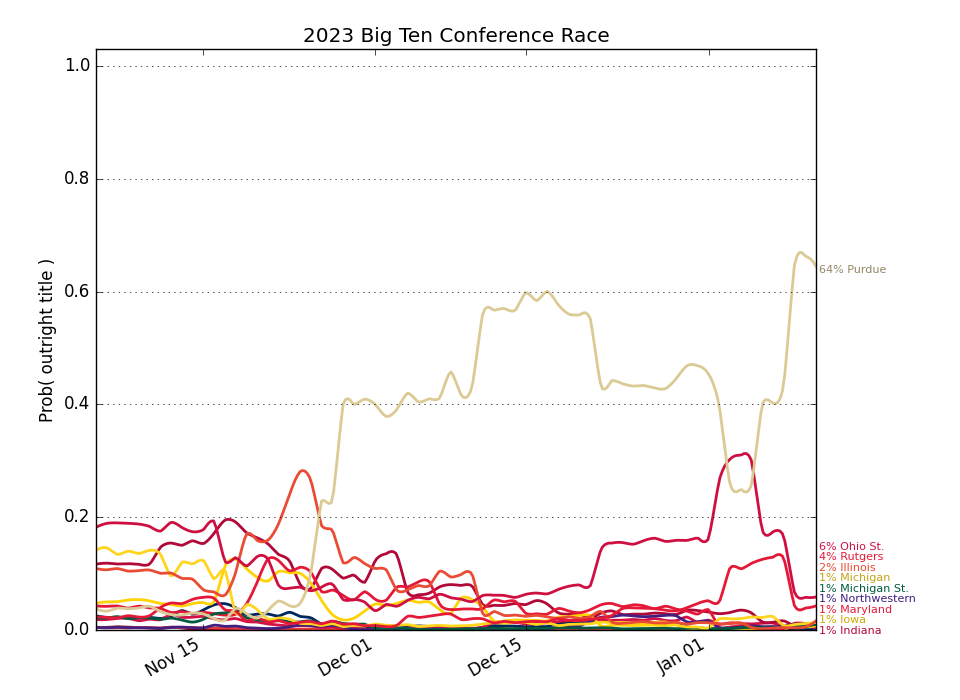 2023 Big Ten Conference Race
Prob( outright title )
1.0
0.8
0.6
0.4
0.2
0.0
Nov 15
Dec 01
Dec 15
Jan 01
64% Purdue
6% Ohio St.
4% Rutgers
2% Illinois
1% Michigan
1% Michigan St.
1% Northwestern
1% Maryland
1% Iowa
1% Indiana